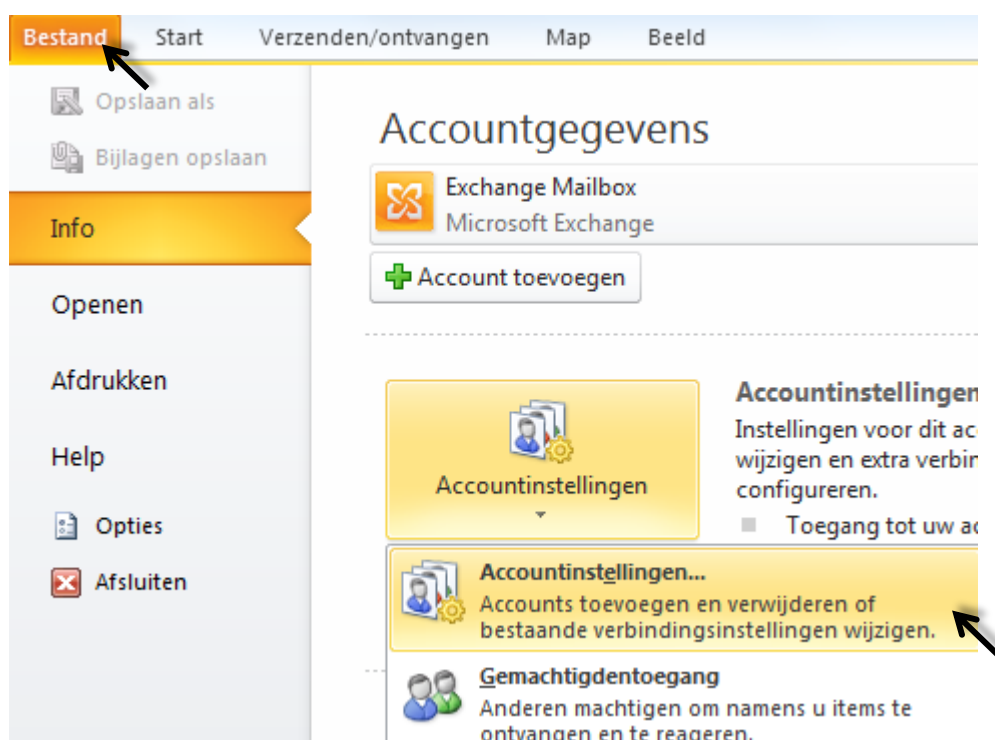 Bestand Start Verzenden/ontvangen Map Beeld
Opslaan als
Bijlagen opslaan
Info
Openen
Afdrukken
Help
Opties
Afsluiten
Accountgegevens
Exchange Mailbox
Microsoft Exchange
Account toevoegen
Accountinstellingen
Accountinstellingen
Instellingen voor dit
wijzigen en extra
configureren.
Toegang tot uw
Accountinstellingen...
Accounts toevoegen en verwijderen of
bestaande verbindingsinstellingen wijzigen.
Gemachtigdentoegang
Anderen machtigen om namens u items te
ontvangen en te reageren.